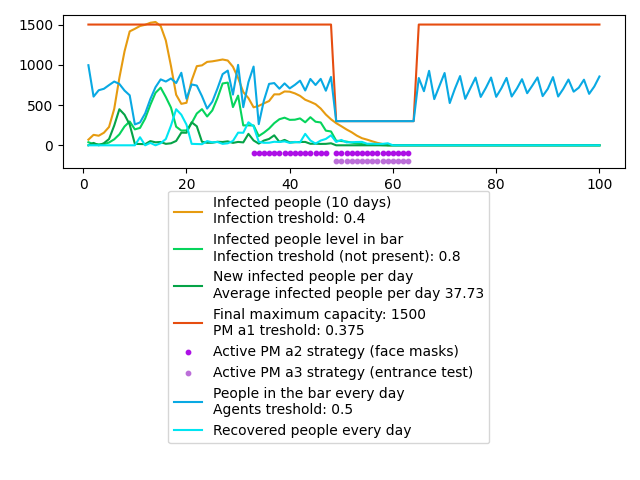 1500
1000
500
0
0
20
40
60
80
100
Infected people (10 days)
Infection treshold: 0.4
Infected people level in bar
Infection treshold (not present): 0.8
New infected people per day
Average infected people per day 37.73
Final maximum capacity: 1500
PM a1 treshold: 0.375
Active PM a2 strategy (face masks)
Active PM a3 strategy (entrance test)
People in the bar every day
Agents treshold: 0.5
Recovered people every day